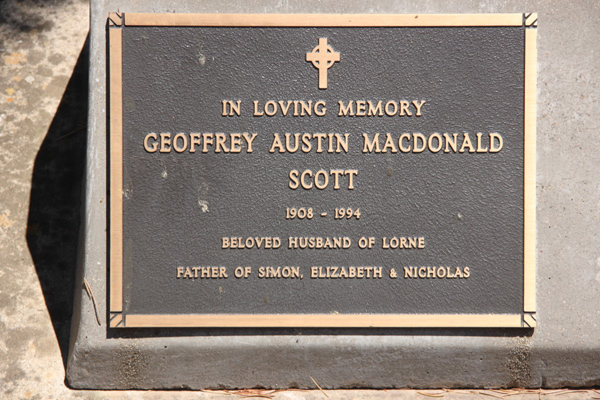 IN LOVING MEMORY
GEOFFREY AUSTIN MACDONALD
SCOTT
1908 - 1994
BELOVED HUSBAND OF LORNE
FATHER OF SIMON, ELIZABETH & NICHOLAS